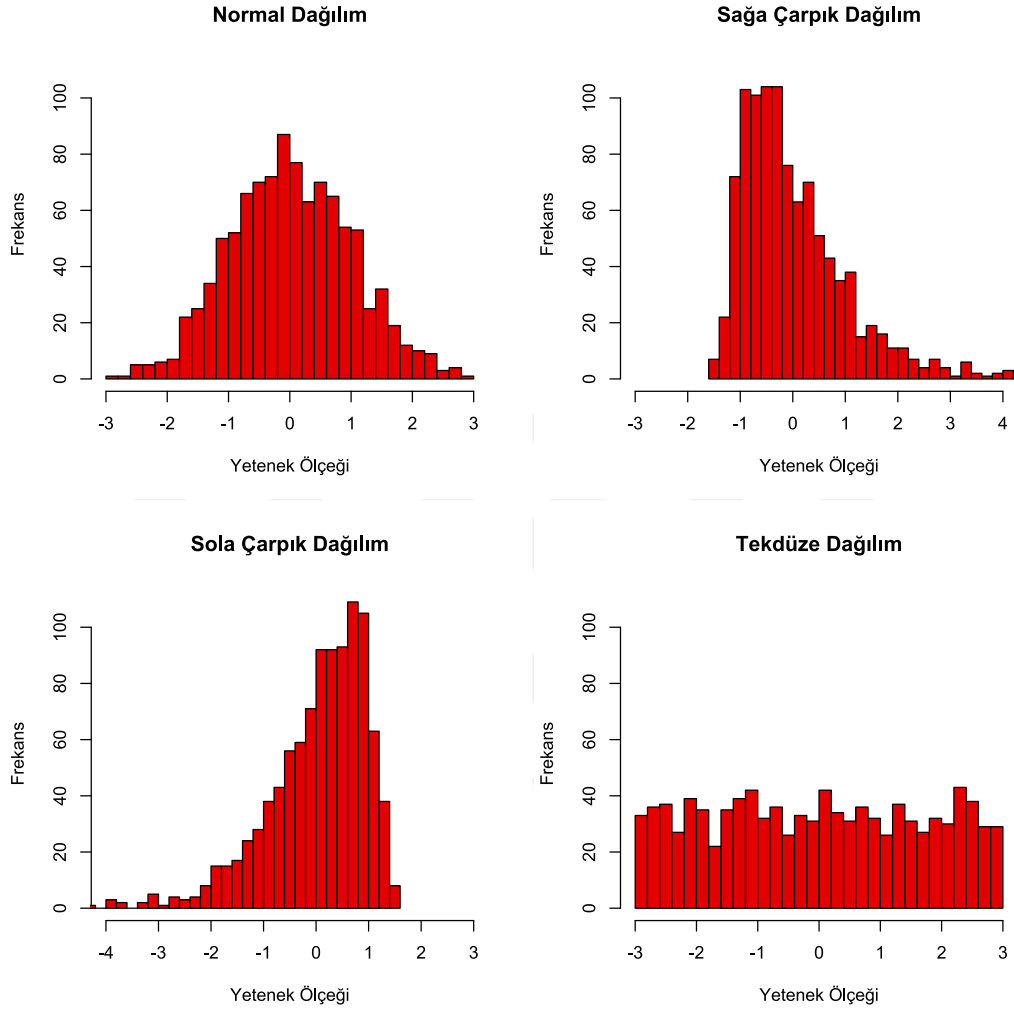 Normal Dağılım
Frekans
0 20 40 60 80 100
-3 -2 -1 0 1 2 3
Yetenek Ölçeği
Sağa Çarpık Dağılım
Frekans
0 20 40 60 80 100
-3 -2 -1 0 1 2 3 4
Yetenek Ölçeği
Sola Çarpık Dağılım
Frekans
0 20 40 60 80 100
-4 -3 -2 -1 0 1 2 3
Yetenek Ölçeği
Tekdüze Dağılım
Frekans
0 20 40 60 80 100
-3 -2 -1 0 1 2 3
Yetenek Ölçeği